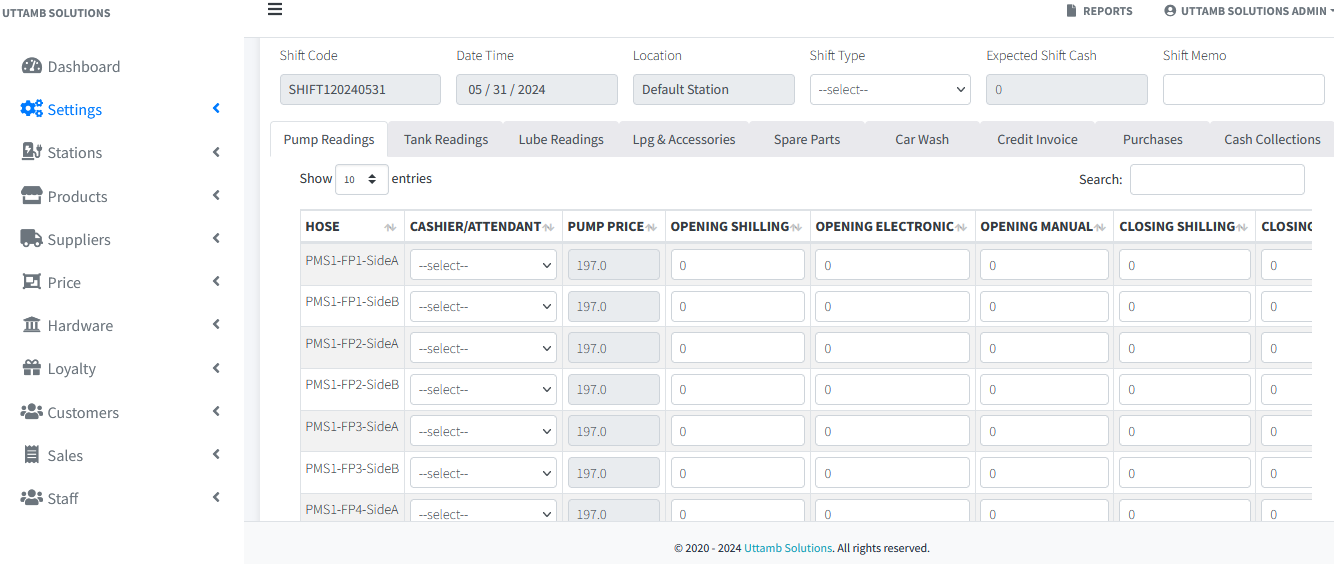 UTTAMB SOLUTIONS
REPORTS UTTAMB SOLUTIONS ADMIN
Dashboard
Settings
Stations
Products
Suppliers
Price
Hardware
Loyalty
Customers
Sales
Staff
Shift Code Date Time Location Shift Type Expected Shift Cash Shift Memo
SHIFT120240531 05 / 31 / 2024 Default Station --select-- 0
Pump Readings Tank Readings Lube Readings Lpg & Accessories Spare Parts Car Wash Credit Invoice Purchases Cash Collections
Show 10 entries Search:
HOSE CASHIER/ATTENDANT PUMP PRICE OPENING SHILLING OPENING ELECTRONIC OPENING MANUAL CLOSING SHILLING CLOSING
PMS1-FP1-SideA --select-- 197.0 0 0 0 0 0
PMS1-FP1-SideB --select-- 197.0 0 0 0 0 0
PMS1-FP2-SideA --select-- 197.0 0 0 0 0 0
PMS1-FP2-SideB --select-- 197.0 0 0 0 0 0
PMS1-FP3-SideA --select-- 197.0 0 0 0 0 0
PMS1-FP3-SideB --select-- 197.0 0 0 0 0 0
PMS1-FP4-SideA --select-- 197.0 0 0 0 0 0
© 2020 - 2024 Uttamb Solutions. All rights reserved.